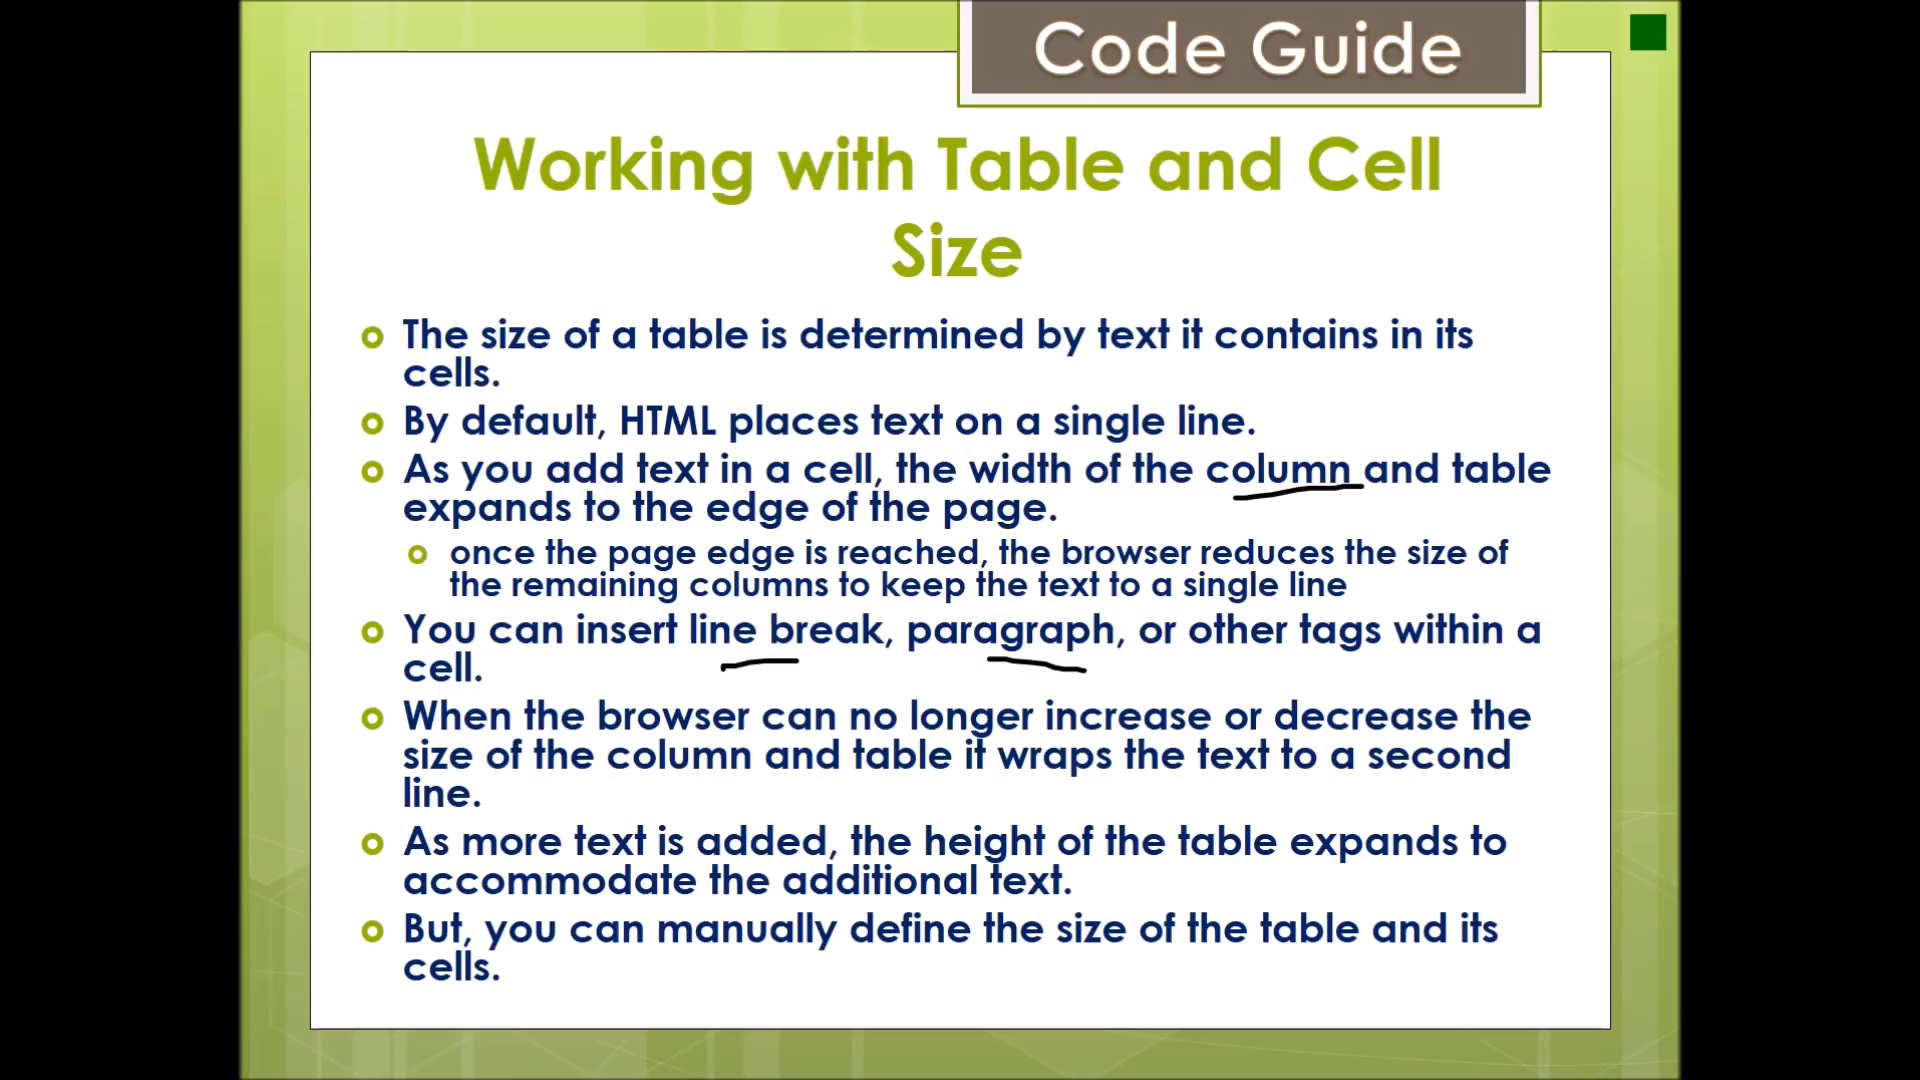 Code Guide
Working with Table and Cell
Size
The size of a table is determined by text it contains in its
cells.
By default, HTML places text on a single line.
As you add text in a cell, the width of the column and table
expands to the edge of the page.
once the page edge is reached, the browser reduces the size of
the remaining columns to keep the text to a single line
You can insert line break, paragraph, or other tags within a
cell.
When the browser can no longer increase or decrease the
size of the column and table it wraps the text to a second
line.
As more text is added, the height of the table expands to
accommodate the additional text.
But, you can manually define the size of the table and its
cells.